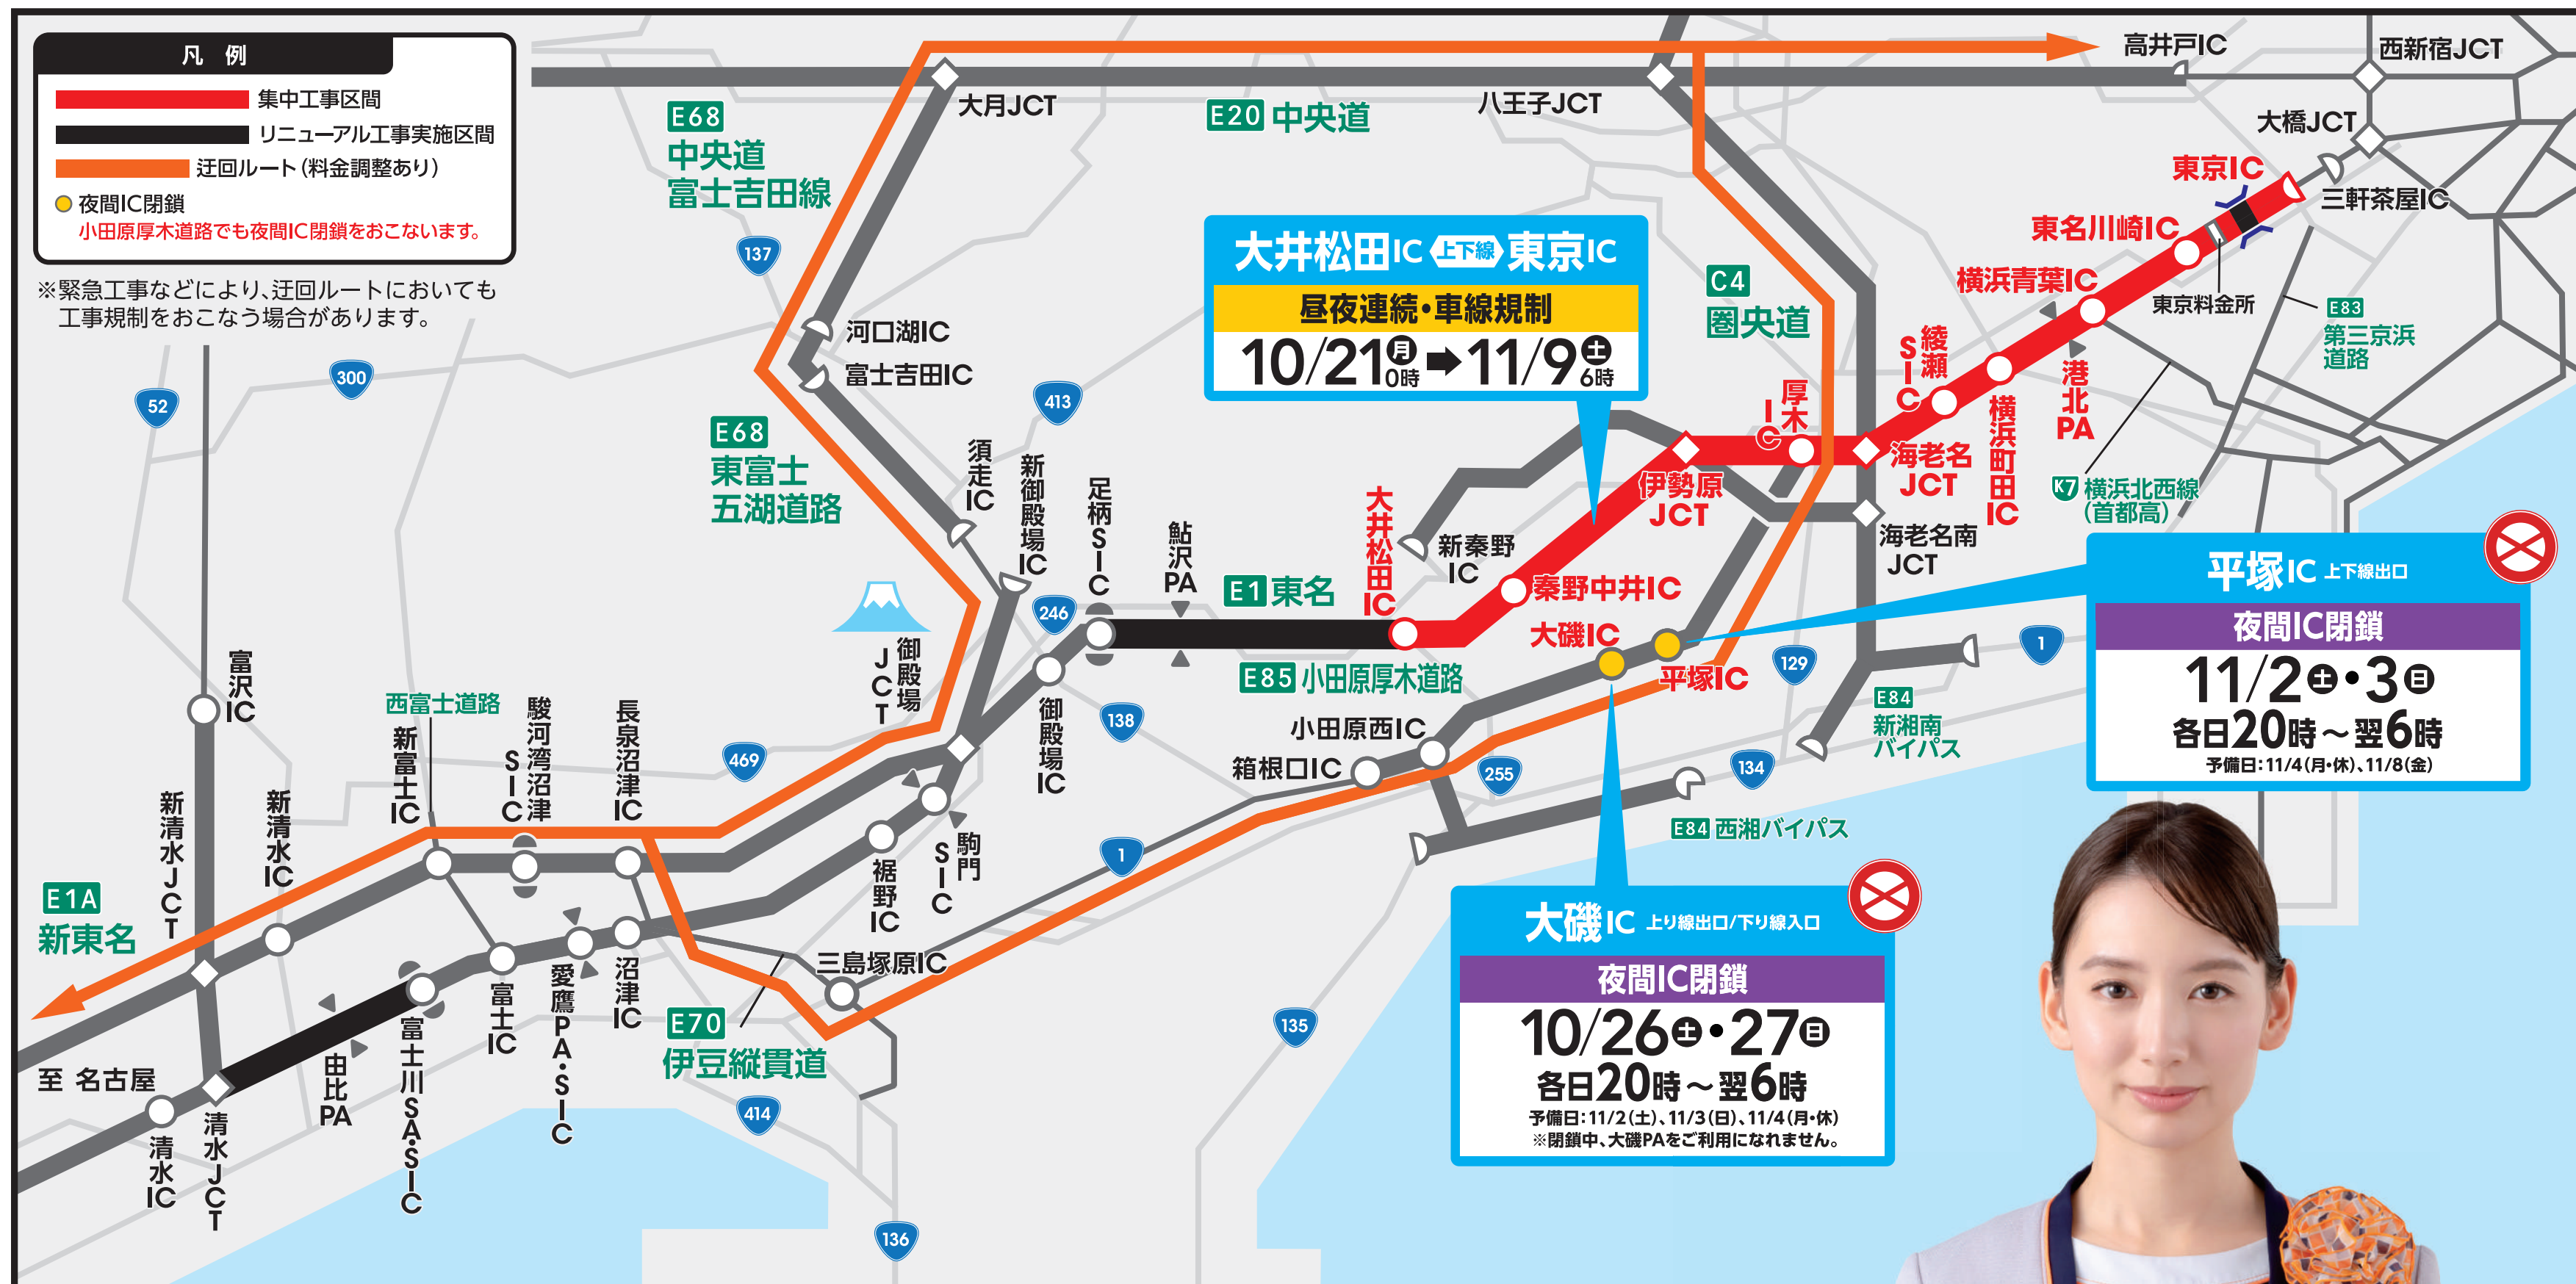 凡 例
集中工事区間
リニューアル工事実施区間
迂回ルート（料金調整あり）
夜間IC閉鎖
小田原厚木道路でも夜間IC閉鎖をおこないます。
※緊急工事などにより、迂回ルートにおいても
工事規制をおこなう場合があります。
高井戸IC
西新宿JCT
大月JCT
E20 中央道
八王子JCT
大橋JCT
E68
中央道
富士吉田線
東京IC
三軒茶屋IC
東名川崎IC
137
大井松田IC 上下線 東京IC
昼夜連続・車線規制
10/21月0時➡11/9土6時
C4
圏央道
横浜青葉IC
東京料金所
E83
第三京浜
道路
河口湖IC
富士吉田IC
綾瀬
SIC
港北PA
厚木
IC
横浜町田IC
52
300
413
E68
東富士
五湖道路
須走IC
新御殿場IC
足柄SIC
鮎沢PA
大井松田IC
伊勢原
JCT
海老名
JCT
K7 横浜北西線
（首都高）
新秦野
IC
海老名南
JCT
E1 東名
秦野中井IC
246
大磯IC
平塚IC
E85 小田原厚木道路
129
1
平塚IC 上下線出口
夜間IC閉鎖
11/2土・3日
各日20時～翌6時
予備日：11/4（月・休）、11/8（金）
富沢IC
西富士道路
新富士IC
駿河湾沼津
SIC
長泉沼津IC
御殿場
JCT
御殿場IC
138
469
小田原西IC
箱根口IC
255
134
E84
新湘南
バイパス
E84 西湘バイパス
新清水JCT
新清水IC
E1A
新東名
1
駒門
SIC
裾野IC
三島塚原IC
沼津IC
愛鷹PA・SIC
富士IC
富士川SA・SIC
由比PA
E70
伊豆縦貫道
至 名古屋
清水IC
清水JCT
414
135
136
大磯IC 上り線出口/下り線入口
夜間IC閉鎖
10/26土・27日
各日20時～翌6時
予備日：11/2（土）、11/3（日）、11/4（月・休）
※閉鎖中、大磯PAをご利用になれません。